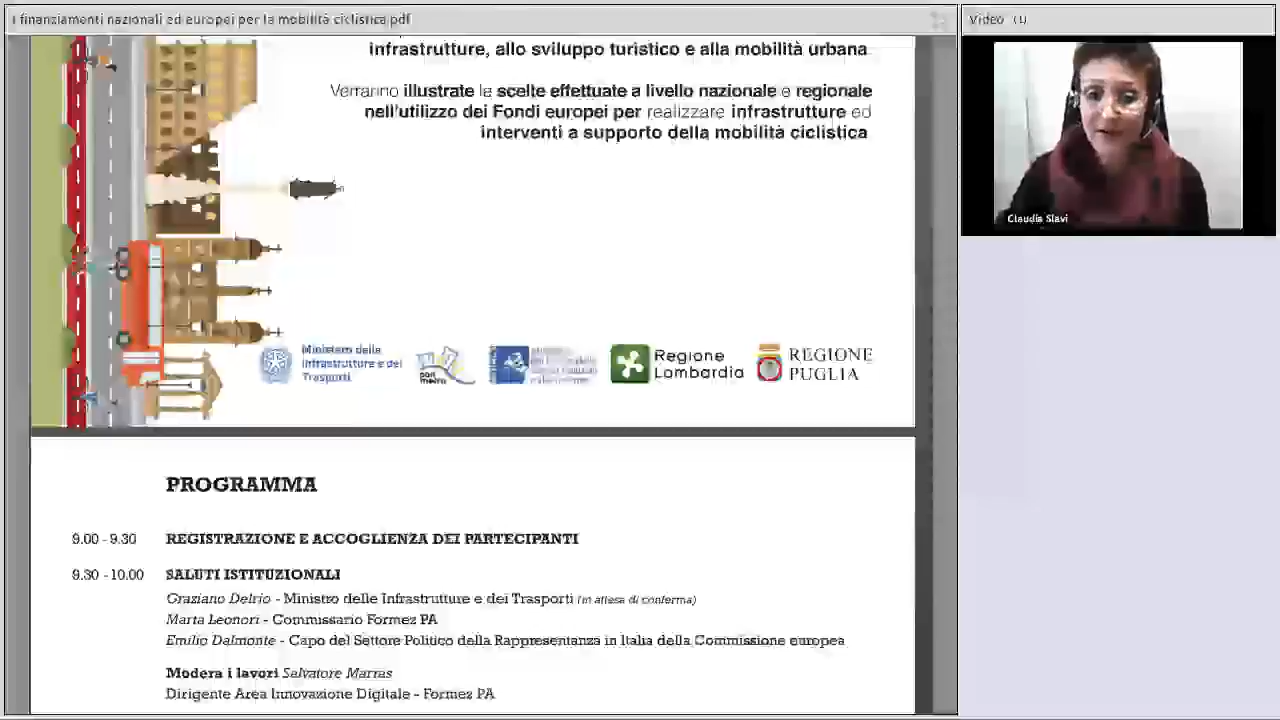 I finanziamenti nazionali ed europei per la mobilità ciclistica.pdf
Video (1)
infrastrutture, allo sviluppo turistico e alla mobilità urbana
Verranno illustrate le scelte effettuate a livello nazionale e regionale
nell'utilizzo dei Fondi europei per realizzare infrastrutture ed
interventi a supporto della mobilità ciclistica
Claudia Slavi
Ministero delle
Infrastrutture e dei
Trasporti
Regione
Lombardia
REGIONE
PUGLIA
PROGRAMMA
9.00 - 9.30 REGISTRAZIONE E ACCOGLIENZA DEI PARTECIPANTI
9.30 - 10.00 SALUTI ISTITUZIONALI
Graziano Delrio - Ministro delle Infrastrutture e dei Trasporti (in attesa di conferma)
Marta Leonori - Commissario Formez PA
Emilio Dalmonte - Capo del Settore Politico della Rappresentanza in Italia della Commissione europea
Modera i lavori Salvatore Marras
Dirigente Area Innovazione Digitale - Formez PA